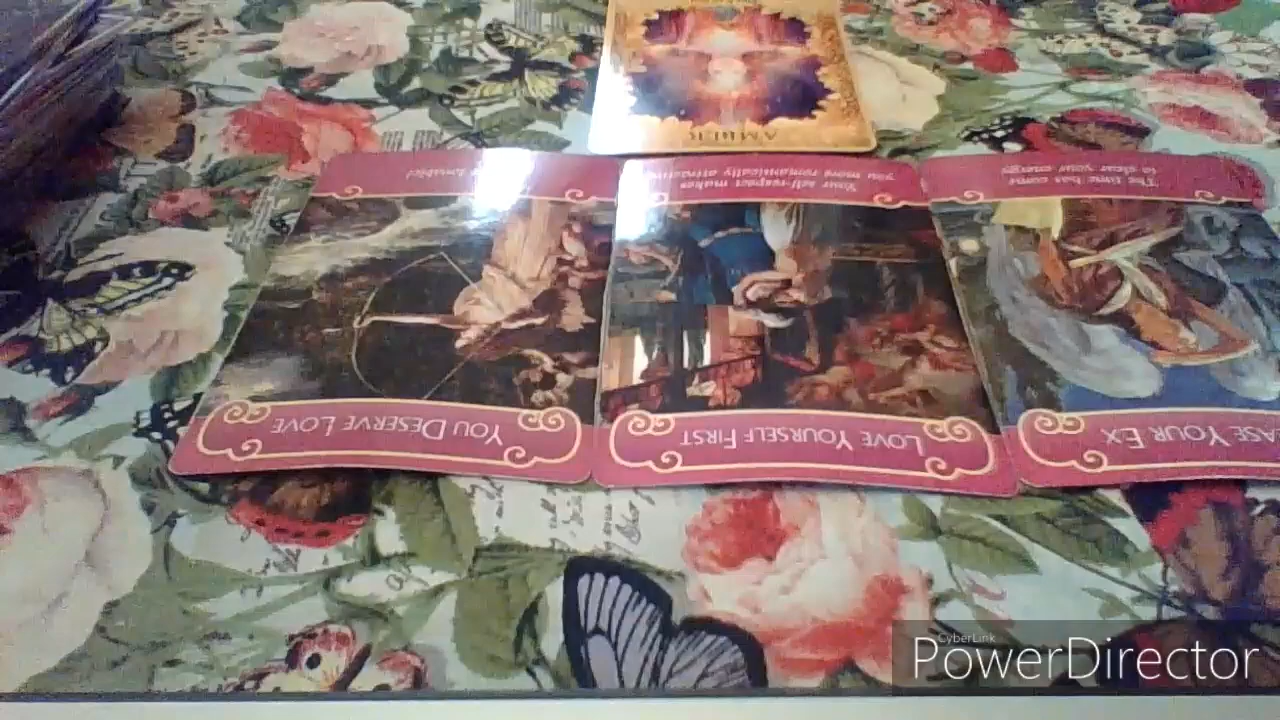 AMBER
Lovable!
Your self-respect makes
you more romantically attractive
The time has come
to clear your energy
YOU DESERVE LOVE
LOVE YOURSELF FIRST
ASE YOUR EX
CyberLink
PowerDirector